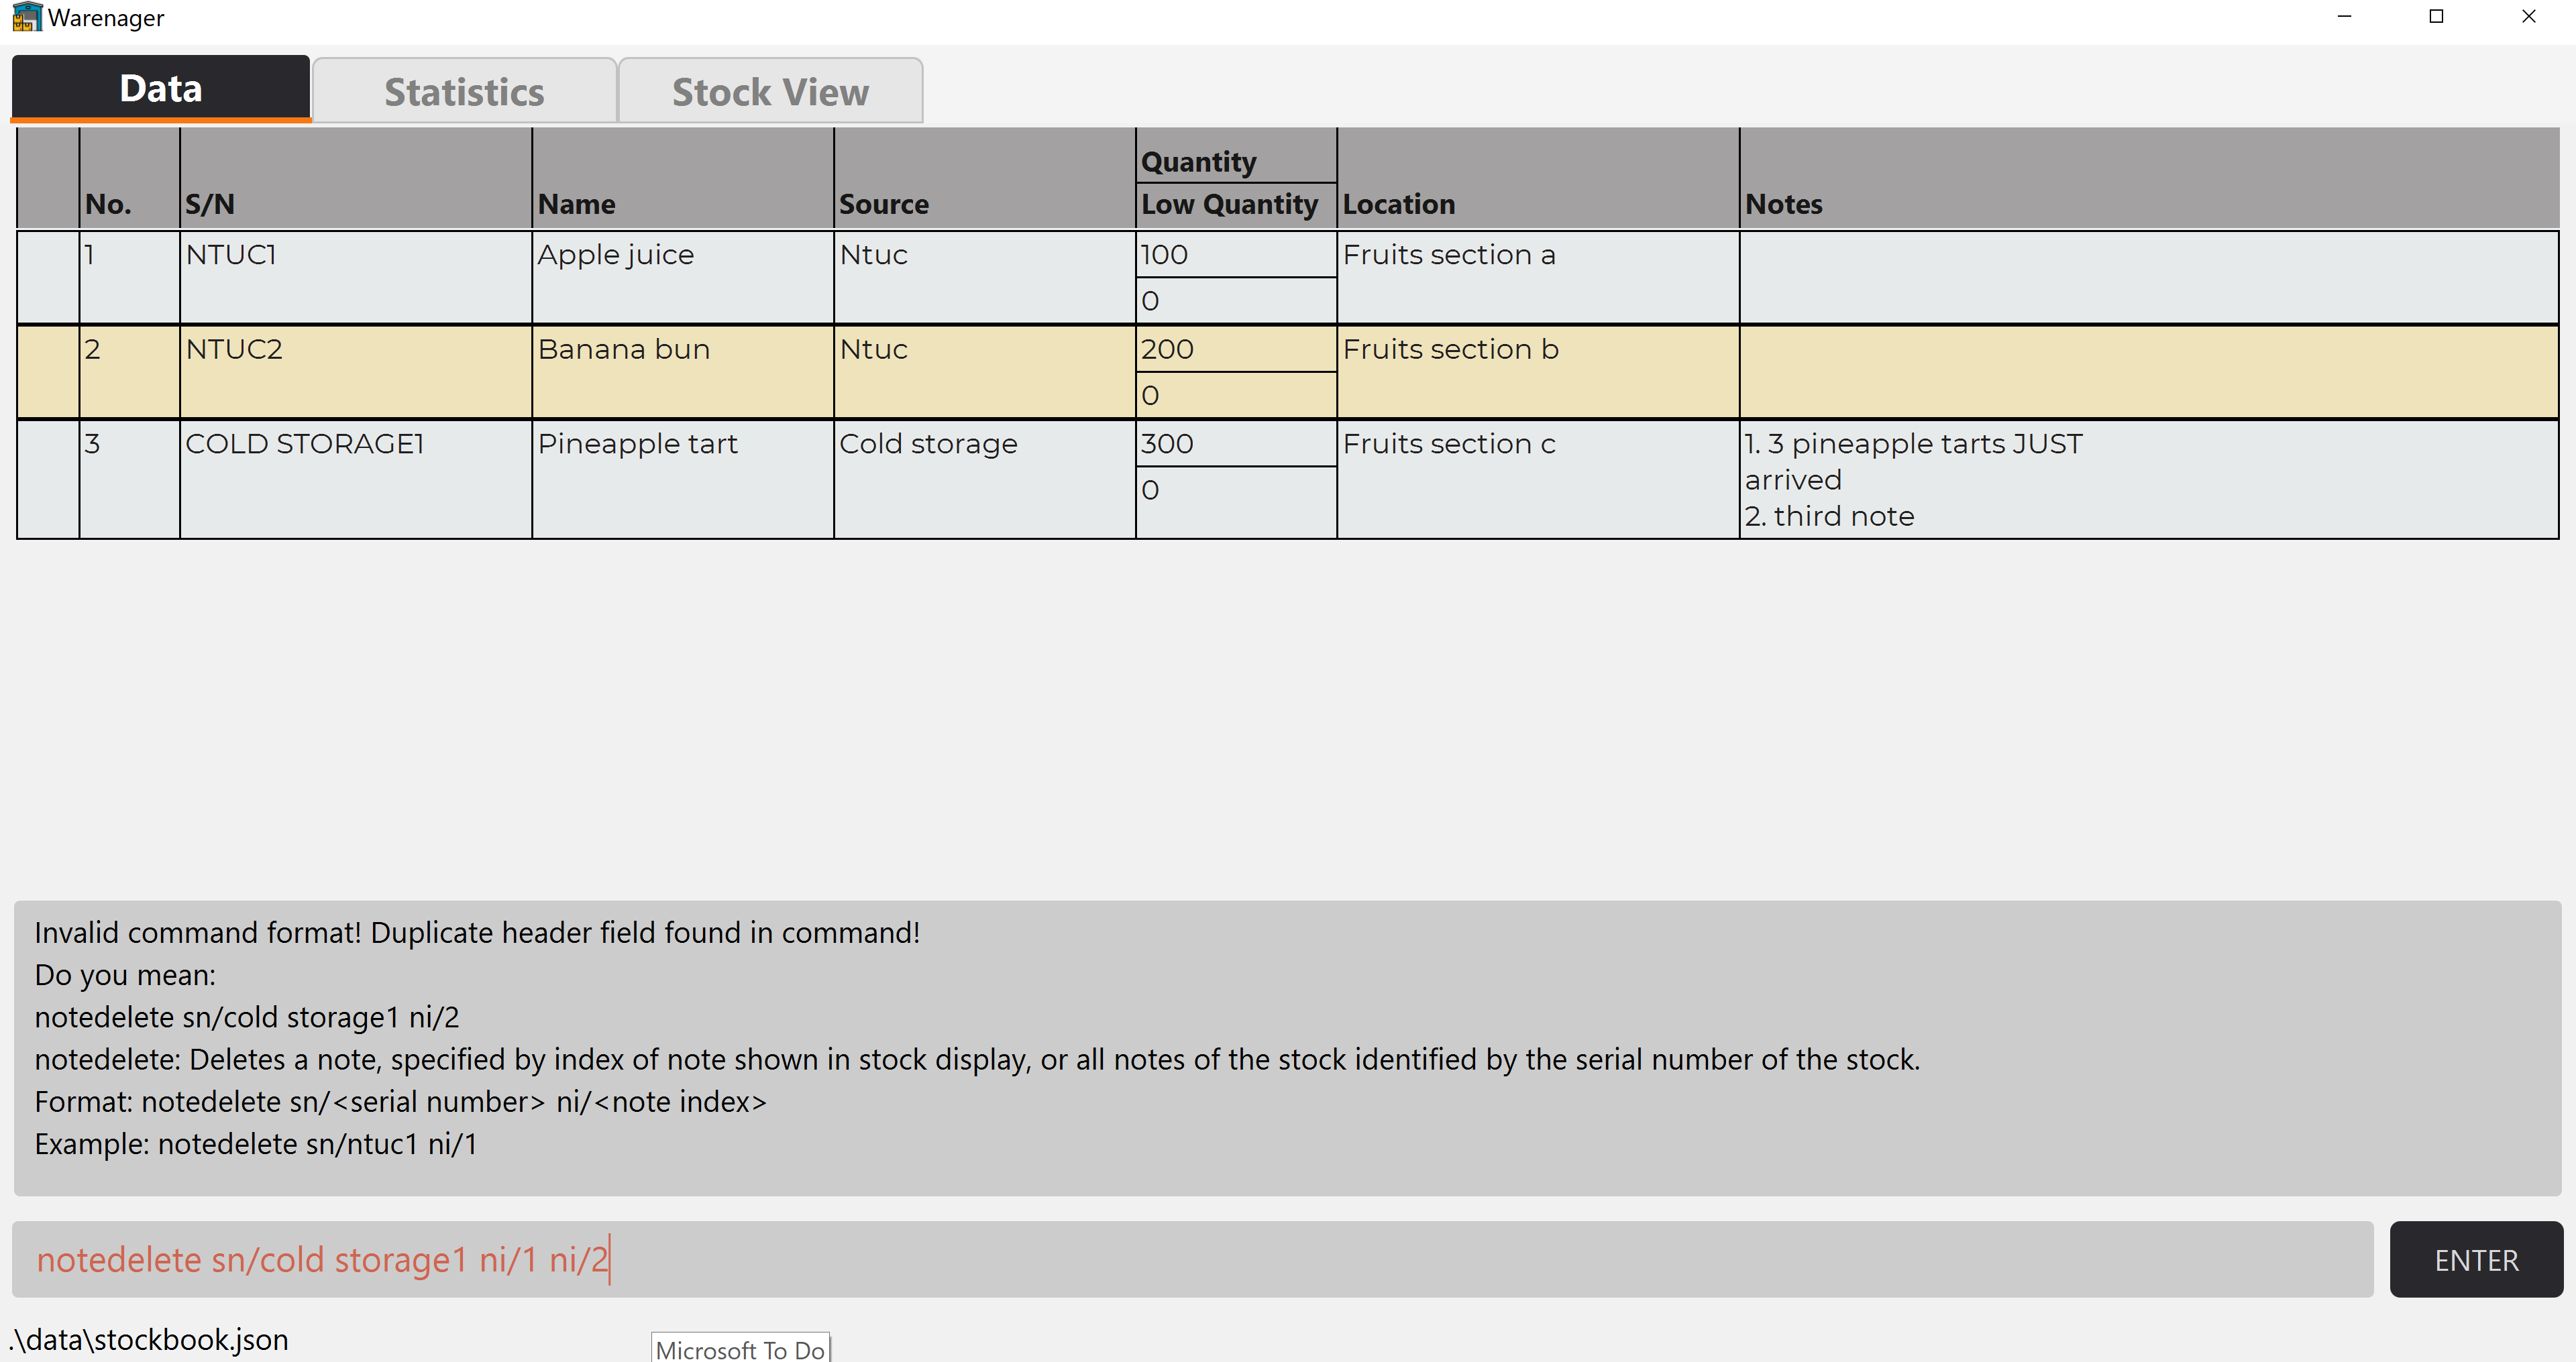 Warenager
Data Statistics Stock View
Quantity
No. S/N Name Source Low Quantity Location Notes
1 NTUC1 Apple juice Ntuc 100 Fruits section a
0
2 NTUC2 Banana bun Ntuc 200 Fruits section b
0
3 COLD STORAGE1 Pineapple tart Cold storage 300 Fruits section c 1. 3 pineapple tarts JUST
arrived
0
2. third note
Invalid command format! Duplicate header field found in command!
Do you mean:
notedelete sn/cold storage1 ni/2
notedelete: Deletes a note, specified by index of note shown in stock display, or all notes of the stock identified by the serial number of the stock.
Format: notedelete sn/<serial number> ni/<note index>
Example: notedelete sn/ntuc1 ni/1
notedelete sn/cold storage1 ni/1 ni/2
ENTER
.\data\stockbook.json
Microsoft To Do